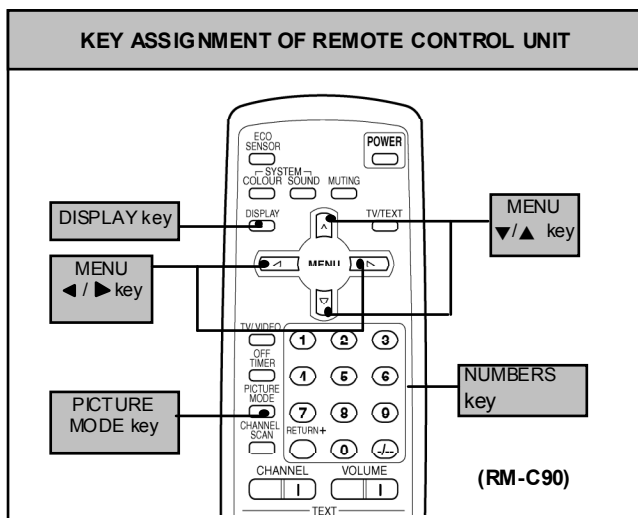 KEY ASSIGNMENT OF REMOTE CONTROL UNIT
ECO
SENSOR
POWER
SYSTEM
COLOUR SOUND MUTING
DISPLAY
TV/TEXT
DISPLAY key
MENU
▼/▲ key
MENU
◀ / ▶ key
MENU
TV/VIDEO
1 2 3
OFF
TIMER
4 5 6
PICTURE
MODE
7 8 9
PICTURE
MODE key
NUMBERS
key
CHANNEL
SCAN
RETURN+
0 -/--
CHANNEL VOLUME
(RM-C90)
TEXT